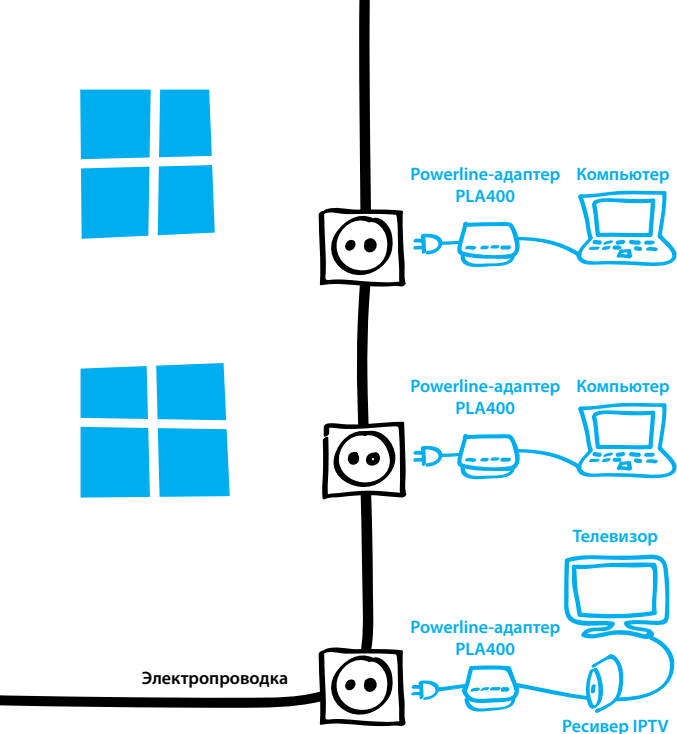 Powerline-адаптер
PLA400
Компьютер
Powerline-адаптер
PLA400
Компьютер
Телевизор
Powerline-адаптер
PLA400
Электропроводка
Ресивер IPTV